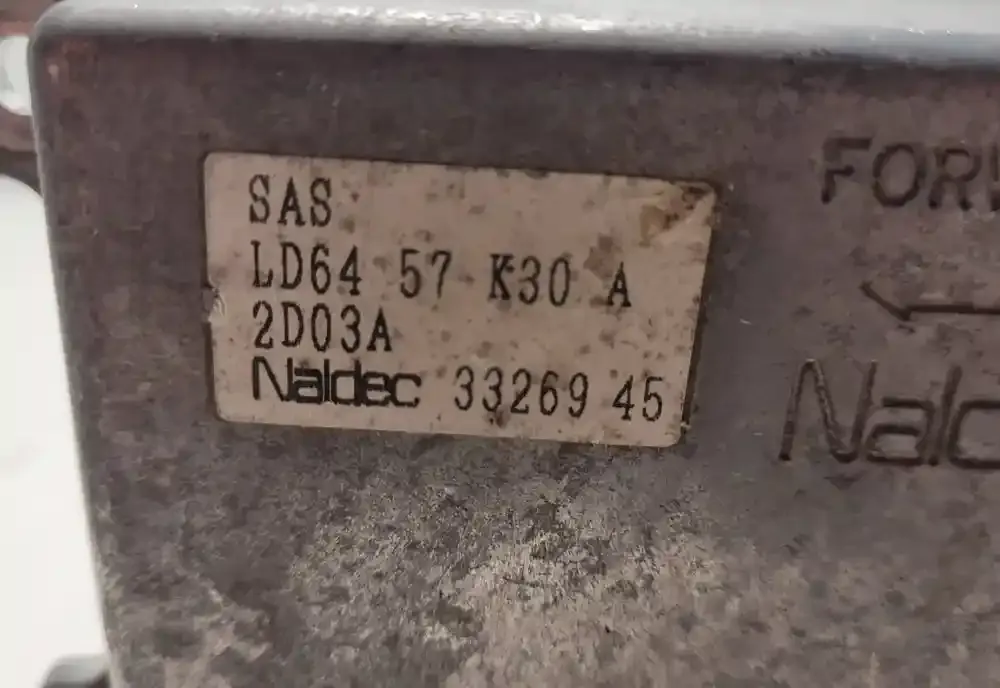 SAS
LD64 57 K30 A
2D03A
Naldec 33269 45